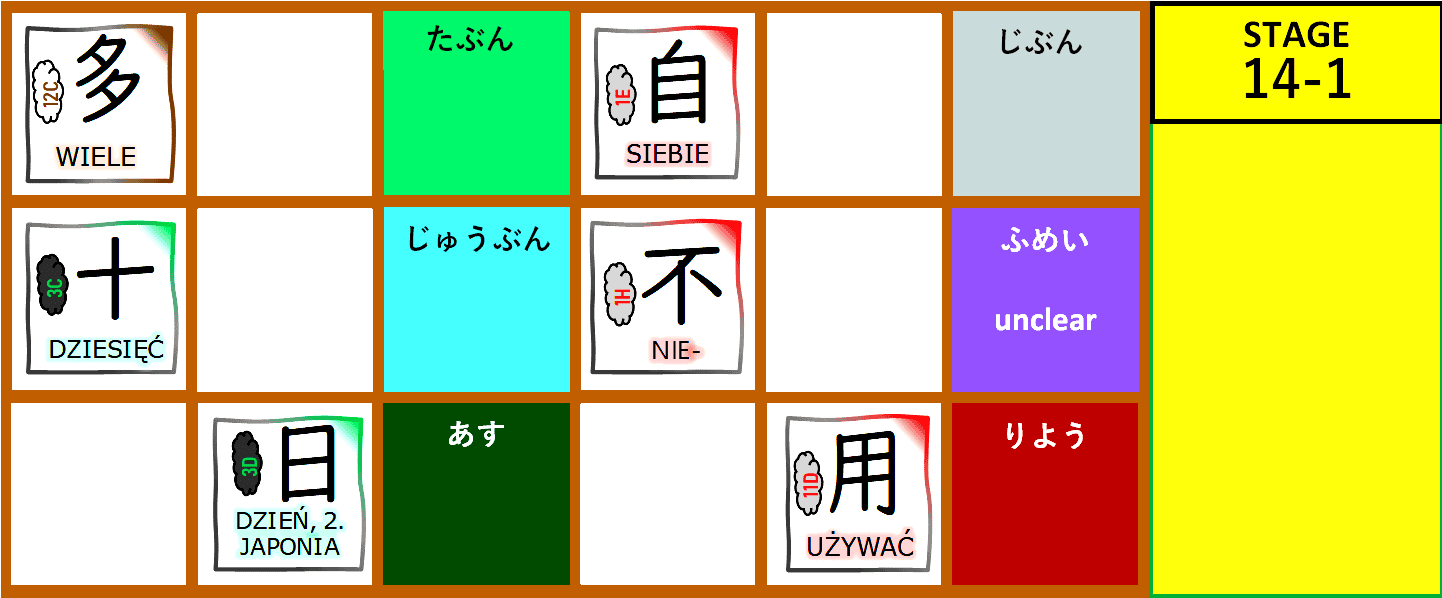 12C
多
WIELE
たぶん
1E
自
SIEBIE
じぶん
STAGE
14-1
3C
十
DZIESIĘĆ
じゅうぶん
1H
不
NIE-
ふめい
unclear
3D
日
DZIEŃ, 2.
JAPONIA
あす
11D
用
UŻYWAĆ
りよう